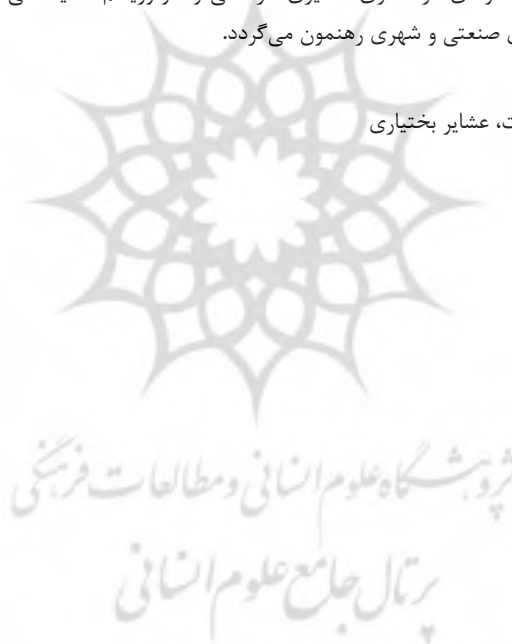 ی صنعتی و شهری رهنمون می‌گردد.
ت، عشایر بختیاری
پژوهشگاه علوم انسانی و مطالعات فرهنگی
پرتال جامع علوم انسانی